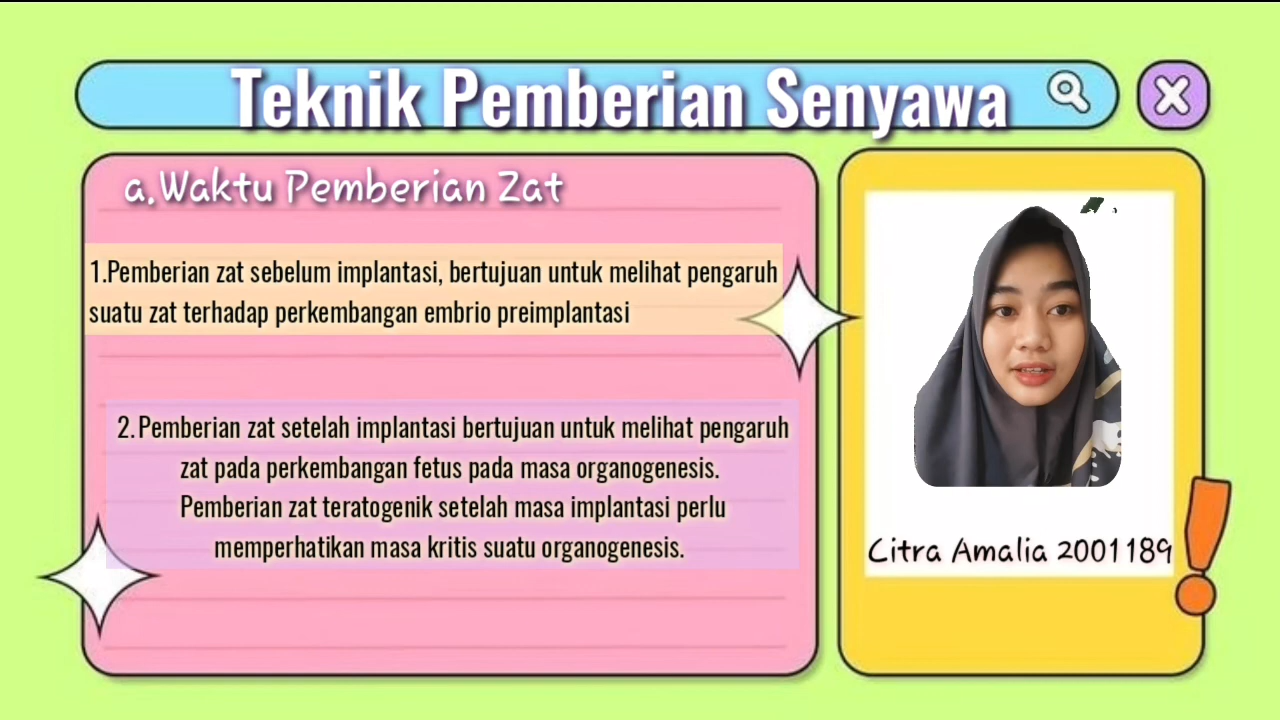 Teknik Pemberian Senyawa
a.Waktu Pemberian Zat
1.Pemberian zat sebelum implantasi, bertujuan untuk melihat pengaruh
suatu zat terhadap perkembangan embrio preimplantasi
2.Pemberian zat setelah implantasi bertujuan untuk melihat pengaruh
zat pada perkembangan fetus pada masa organogenesis.
Pemberian zat teratogenik setelah masa implantasi perlu
memperhatikan masa kritis suatu organogenesis.
Citra Amalia 2001189